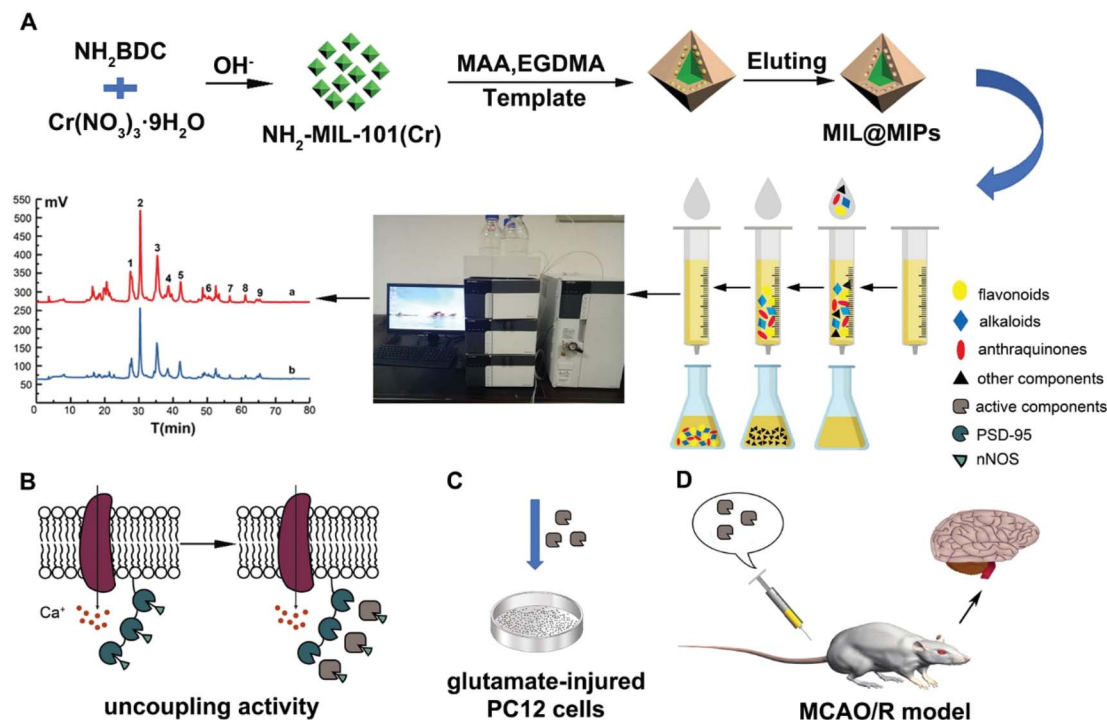 A
NH₂BDC
Cr(NO₃)₃·9H₂O
OH⁻
NH₂-MIL-101(Cr)
MAA,EGDMA
Template
Eluting
MIL@MIPs
mV
550
500
450
400
350
300
250
200
150
100
50
1
2
3
4
5
6
7
8
9
a
b
0 10 20 30 40 50 60 70 80
T(min)
flavonoids
alkaloids
anthraquinones
other components
active components
PSD-95
nNOS
B
Ca⁺
uncoupling activity
C
glutamate-injured
PC12 cells
D
MCAO/R model